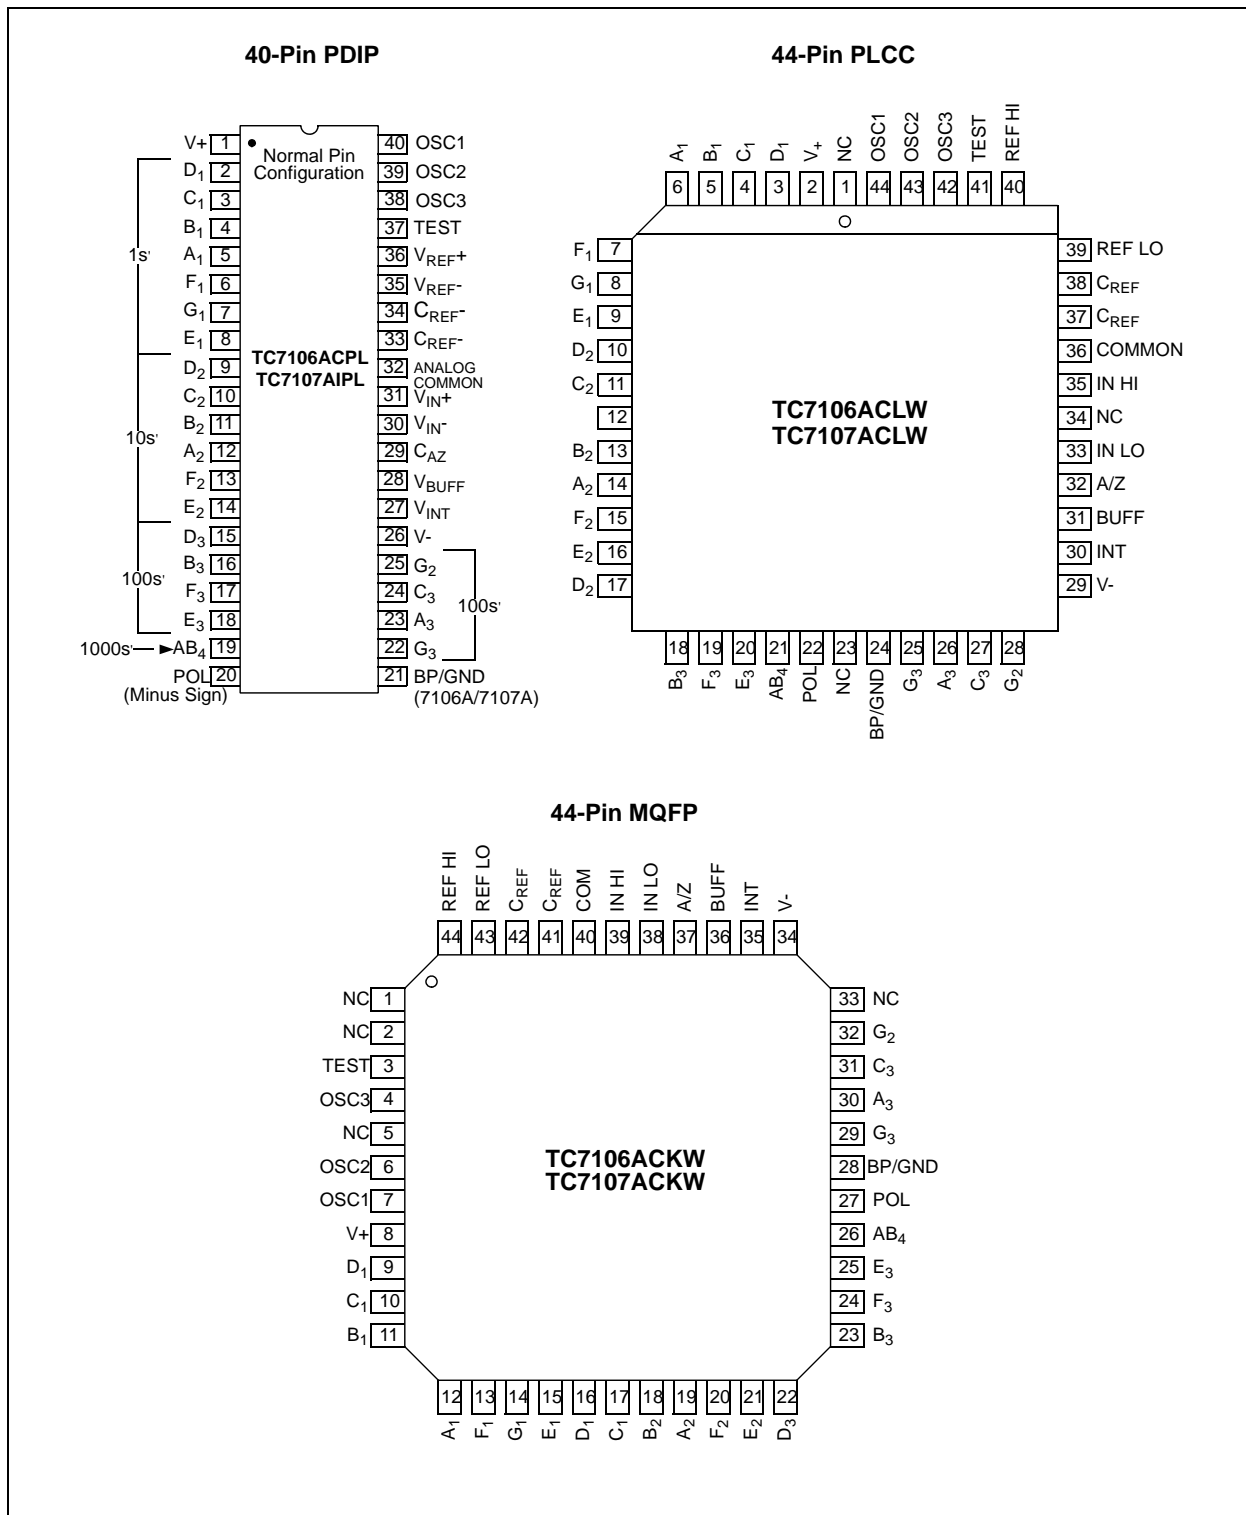 40-Pin PDIP
V+ 1
D1 2
C1 3
B1 4
A1 5
F1 6
G1 7
E1 8
D2 9
C2 10
B2 11
A2 12
F2 13
E2 14
D3 15
B3 16
F3 17
E3 18
AB4 19
POL 20
(Minus Sign)
1s'
10s'
100s'
1000s'
Normal Pin
Configuration
TC7106ACPL
TC7107AIPL
40 OSC1
39 OSC2
38 OSC3
37 TEST
36 VREF+
35 VREF-
34 CREF-
33 CREF-
32 ANALOG
COMMON
31 VIN+
30 VIN-
29 CAZ
28 VBUFF
27 VINT
26 V-
25 G2
24 C3
23 A3
22 G3
21 BP/GND
(7106A/7107A)
100s'
44-Pin PLCC
A1 B1 C1 D1 V+ NC OSC1 OSC2 OSC3 TEST REF HI
6 5 4 3 2 1 44 43 42 41 40
F1 7
G1 8
E1 9
D2 10
C2 11
12
B2 13
A2 14
F2 15
E2 16
D2 17
TC7106ACLW
TC7107ACLW
39 REF LO
38 CREF
37 CREF
36 COMMON
35 IN HI
34 NC
33 IN LO
32 A/Z
31 BUFF
30 INT
29 V-
18 19 20 21 22 23 24 25 26 27 28
B3 F3 E3 AB4 POL NC BP/GND G3 A3 C3 G2
44-Pin MQFP
REF HI REF LO CREF CREF COM IN HI IN LO A/Z BUFF INT V-
44 43 42 41 40 39 38 37 36 35 34
NC 1
NC 2
TEST 3
OSC3 4
NC 5
OSC2 6
OSC1 7
V+ 8
D1 9
C1 10
B1 11
TC7106ACKW
TC7107ACKW
33 NC
32 G2
31 C3
30 A3
29 G3
28 BP/GND
27 POL
26 AB4
25 E3
24 F3
23 B3
12 13 14 15 16 17 18 19 20 21 22
A1 F1 G1 E1 D1 C1 B2 A2 F2 E2 D3